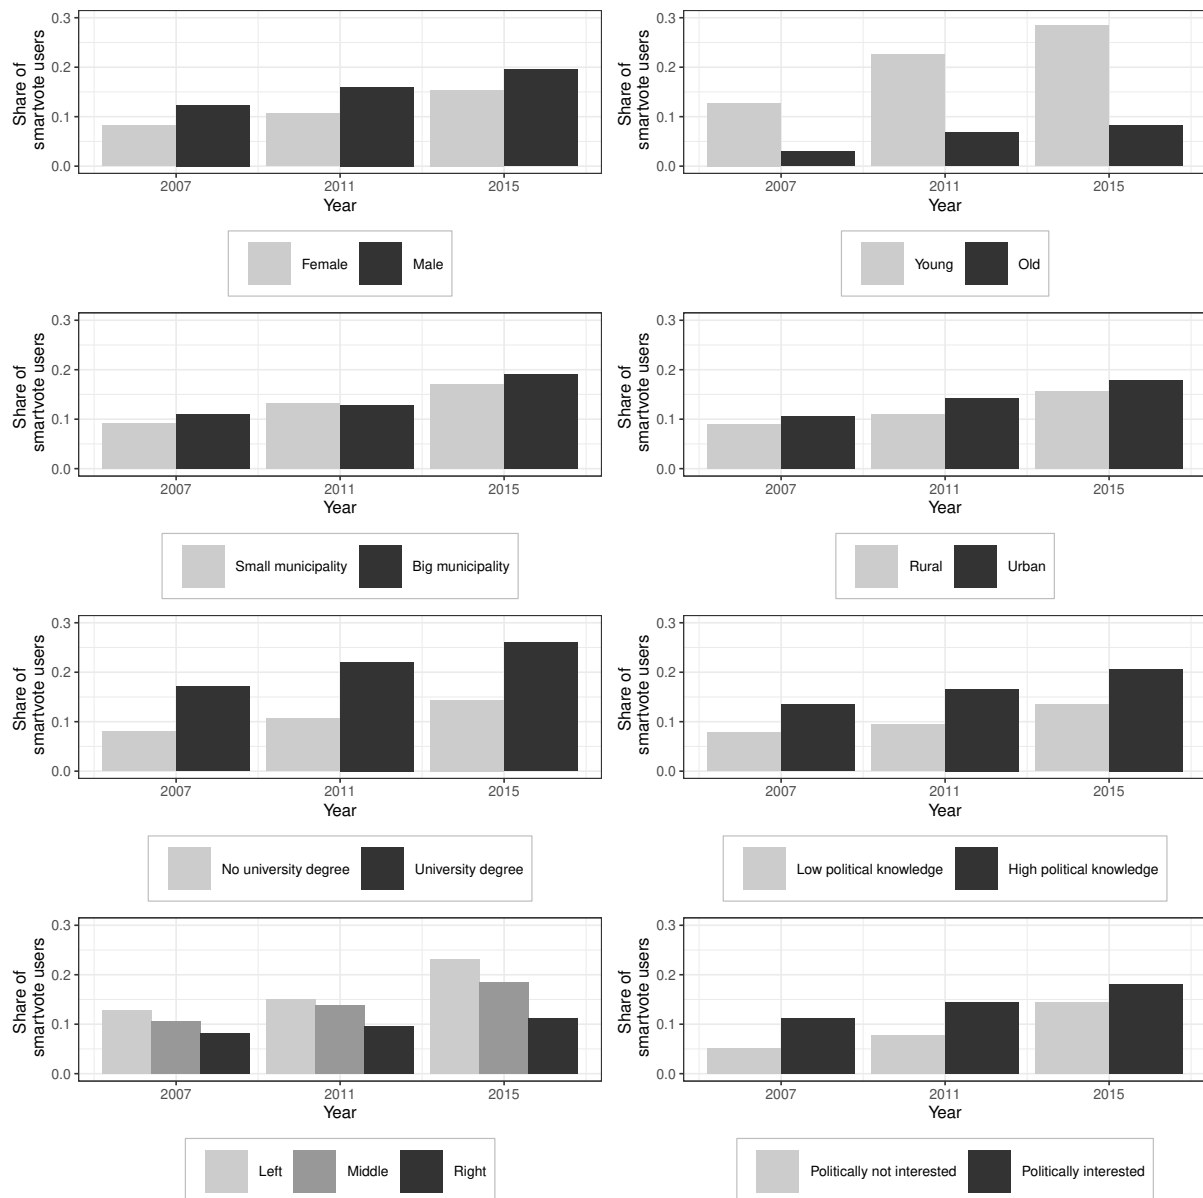 Share of
smartvote users
0.3
0.2
0.1
0.0
2007 2011 2015
Year
Female Male
Share of
smartvote users
0.3
0.2
0.1
0.0
2007 2011 2015
Year
Young Old
Share of
smartvote users
0.3
0.2
0.1
0.0
2007 2011 2015
Year
Small municipality Big municipality
Share of
smartvote users
0.3
0.2
0.1
0.0
2007 2011 2015
Year
Rural Urban
Share of
smartvote users
0.3
0.2
0.1
0.0
2007 2011 2015
Year
No university degree University degree
Share of
smartvote users
0.3
0.2
0.1
0.0
2007 2011 2015
Year
Low political knowledge High political knowledge
Share of
smartvote users
0.3
0.2
0.1
0.0
2007 2011 2015
Year
Left Middle Right
Share of
smartvote users
0.3
0.2
0.1
0.0
2007 2011 2015
Year
Politically not interested Politically interested